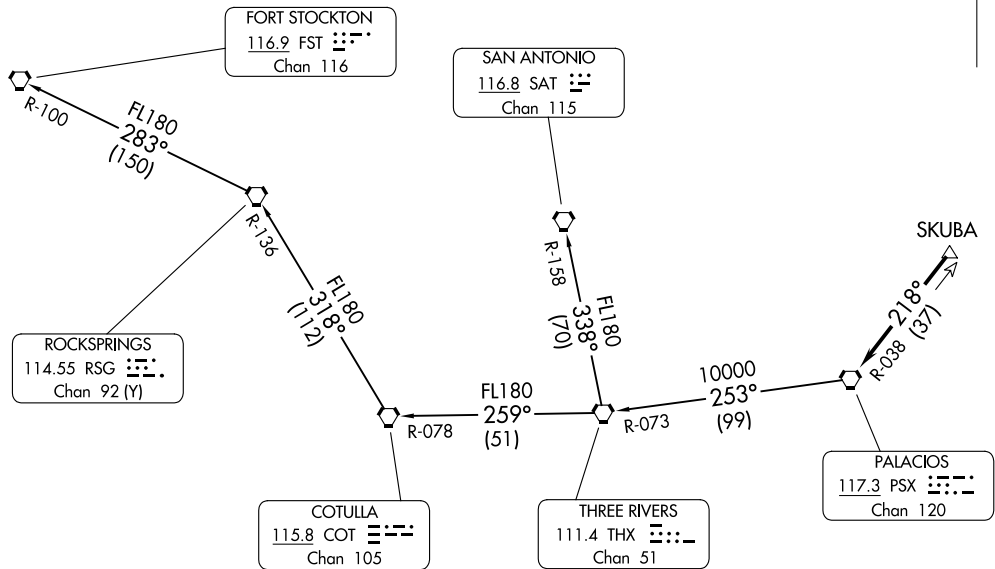 FORT STOCKTON
116.9 FST
Chan 116
SAN ANTONIO
116.8 SAT
Chan 115
R-100
FL180
283°
(150)
R-136
R-158
SKUBA
218°
(37)
R-038
FL180
318°
(112)
FL180
338°
(70)
ROCKSPRINGS
114.55 RSG
Chan 92 (Y)
10000
253°
(99)
R-073
FL180
259°
(51)
R-078
PALACIOS
117.3 PSX
Chan 120
COTULLA
115.8 COT
Chan 105
THREE RIVERS
111.4 THX
Chan 51